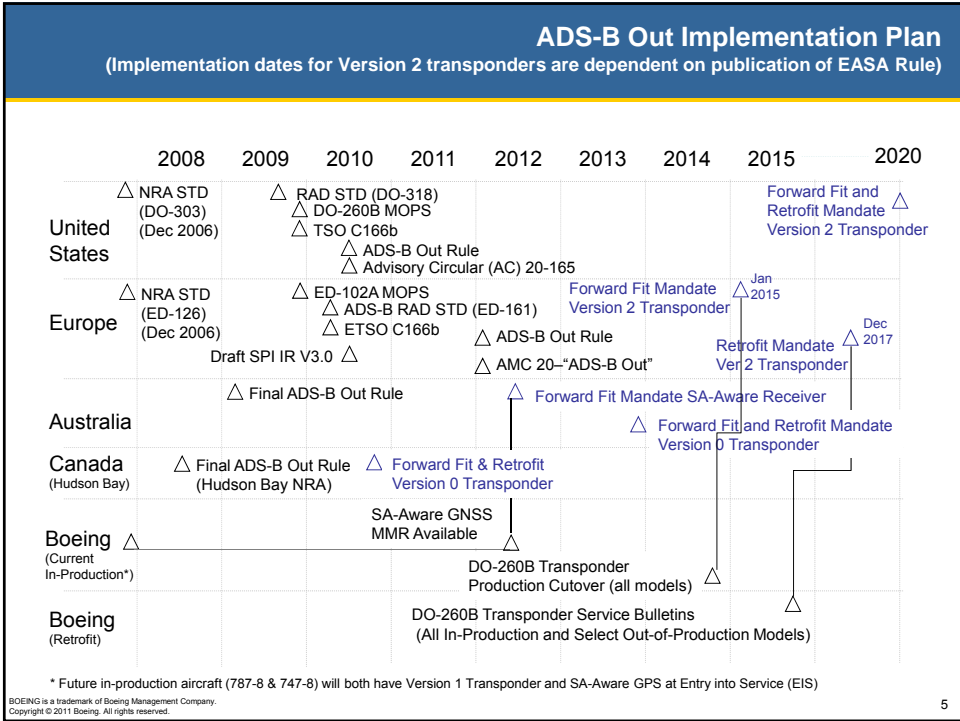 ADS-B Out Implementation Plan
(Implementation dates for Version 2 transponders are dependent on publication of EASA Rule)
2008 2009 2010 2011 2012 2013 2014 2015 2020
United
States
NRA STD
(DO-303)
(Dec 2006)
RAD STD (DO-318)
DO-260B MOPS
TSO C166b
ADS-B Out Rule
Advisory Circular (AC) 20-165
Forward Fit and
Retrofit Mandate
Version 2 Transponder
Europe
NRA STD
(ED-126)
(Dec 2006)
ED-102A MOPS
ADS-B RAD STD (ED-161)
ETSO C166b
Draft SPI IR V3.0
ADS-B Out Rule
AMC 20–“ADS-B Out”
Forward Fit Mandate
Version 2 Transponder
Jan
2015
Retrofit Mandate
Ver 2 Transponder
Dec
2017
Australia
Final ADS-B Out Rule
Forward Fit Mandate SA-Aware Receiver
Forward Fit and Retrofit Mandate
Version 0 Transponder
Canada
(Hudson Bay)
Final ADS-B Out Rule
(Hudson Bay NRA)
Forward Fit & Retrofit
Version 0 Transponder
Boeing
(Current
In-Production*)
SA-Aware GNSS
MMR Available
DO-260B Transponder
Production Cutover (all models)
Boeing
(Retrofit)
DO-260B Transponder Service Bulletins
(All In-Production and Select Out-of-Production Models)
* Future in-production aircraft (787-8 & 747-8) will both have Version 1 Transponder and SA-Aware GPS at Entry into Service (EIS)
BOEING is a trademark of Boeing Management Company.
Copyright © 2011 Boeing. All rights reserved.
5